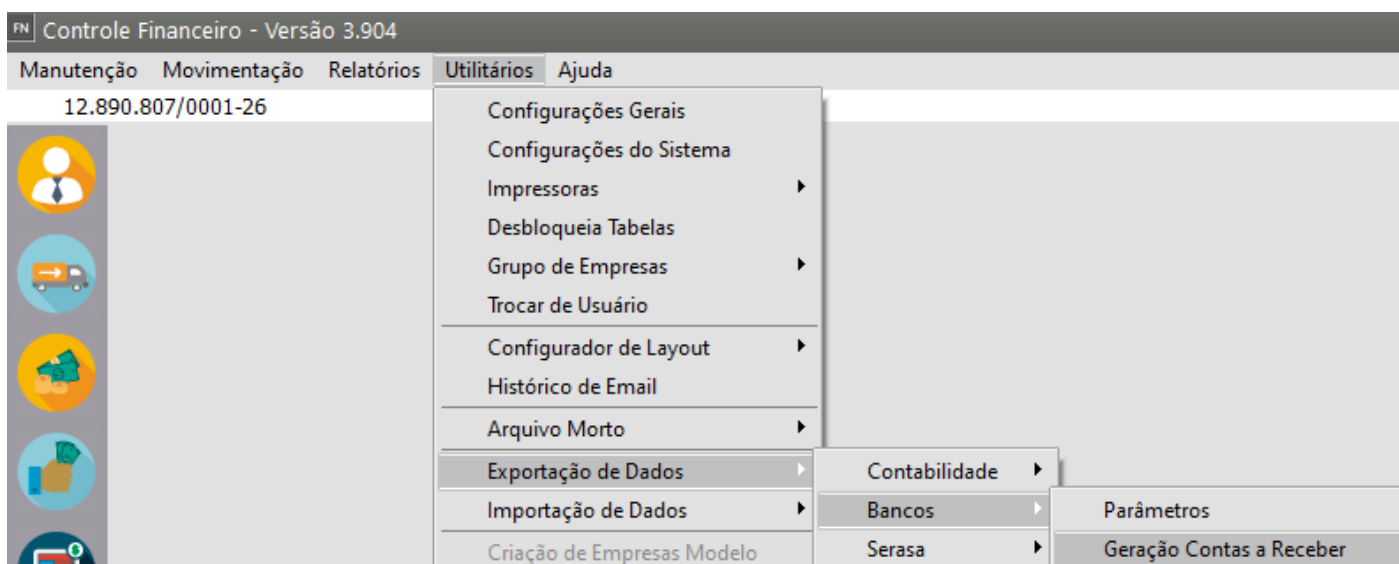 FN Controle Financeiro - Versão 3.904
Manutenção Movimentação Relatórios Utilitários Ajuda
12.890.807/0001-26
Configurações Gerais
Configurações do Sistema
Impressoras
Desbloqueia Tabelas
Grupo de Empresas
Trocar de Usuário
Configurador de Layout
Histórico de Email
Arquivo Morto
Exportação de Dados Contabilidade
Importação de Dados Bancos Parâmetros
Criação de Empresas Modelo Serasa Geração Contas a Receber